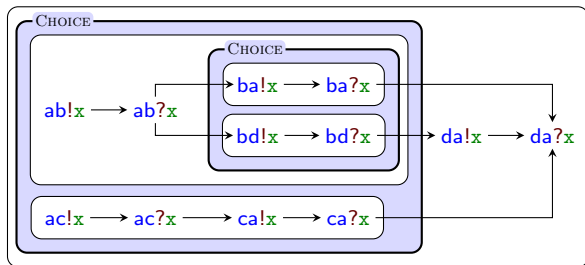 CHOICE
CHOICE
ba!x ba?x
ab!x ab?x
bd!x bd?x da!x da?x
ac!x ac?x ca!x ca?x